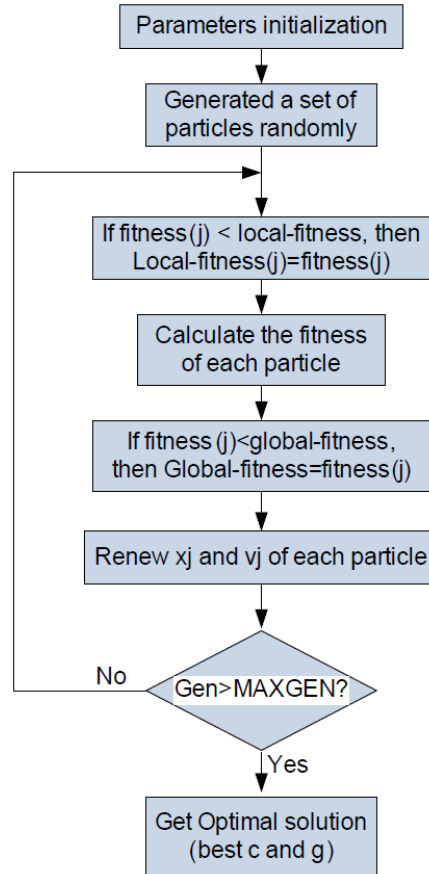 Parameters initialization
Generated a set of
particles randomly
If fitness(j) < local-fitness, then
Local-fitness(j)=fitness(j)
Calculate the fitness
of each particle
If fitness (j)<global-fitness,
then Global-fitness=fitness(j)
Renew xj and vj of each particle
No
Gen>MAXGEN?
Yes
Get Optimal solution
(best c and g)